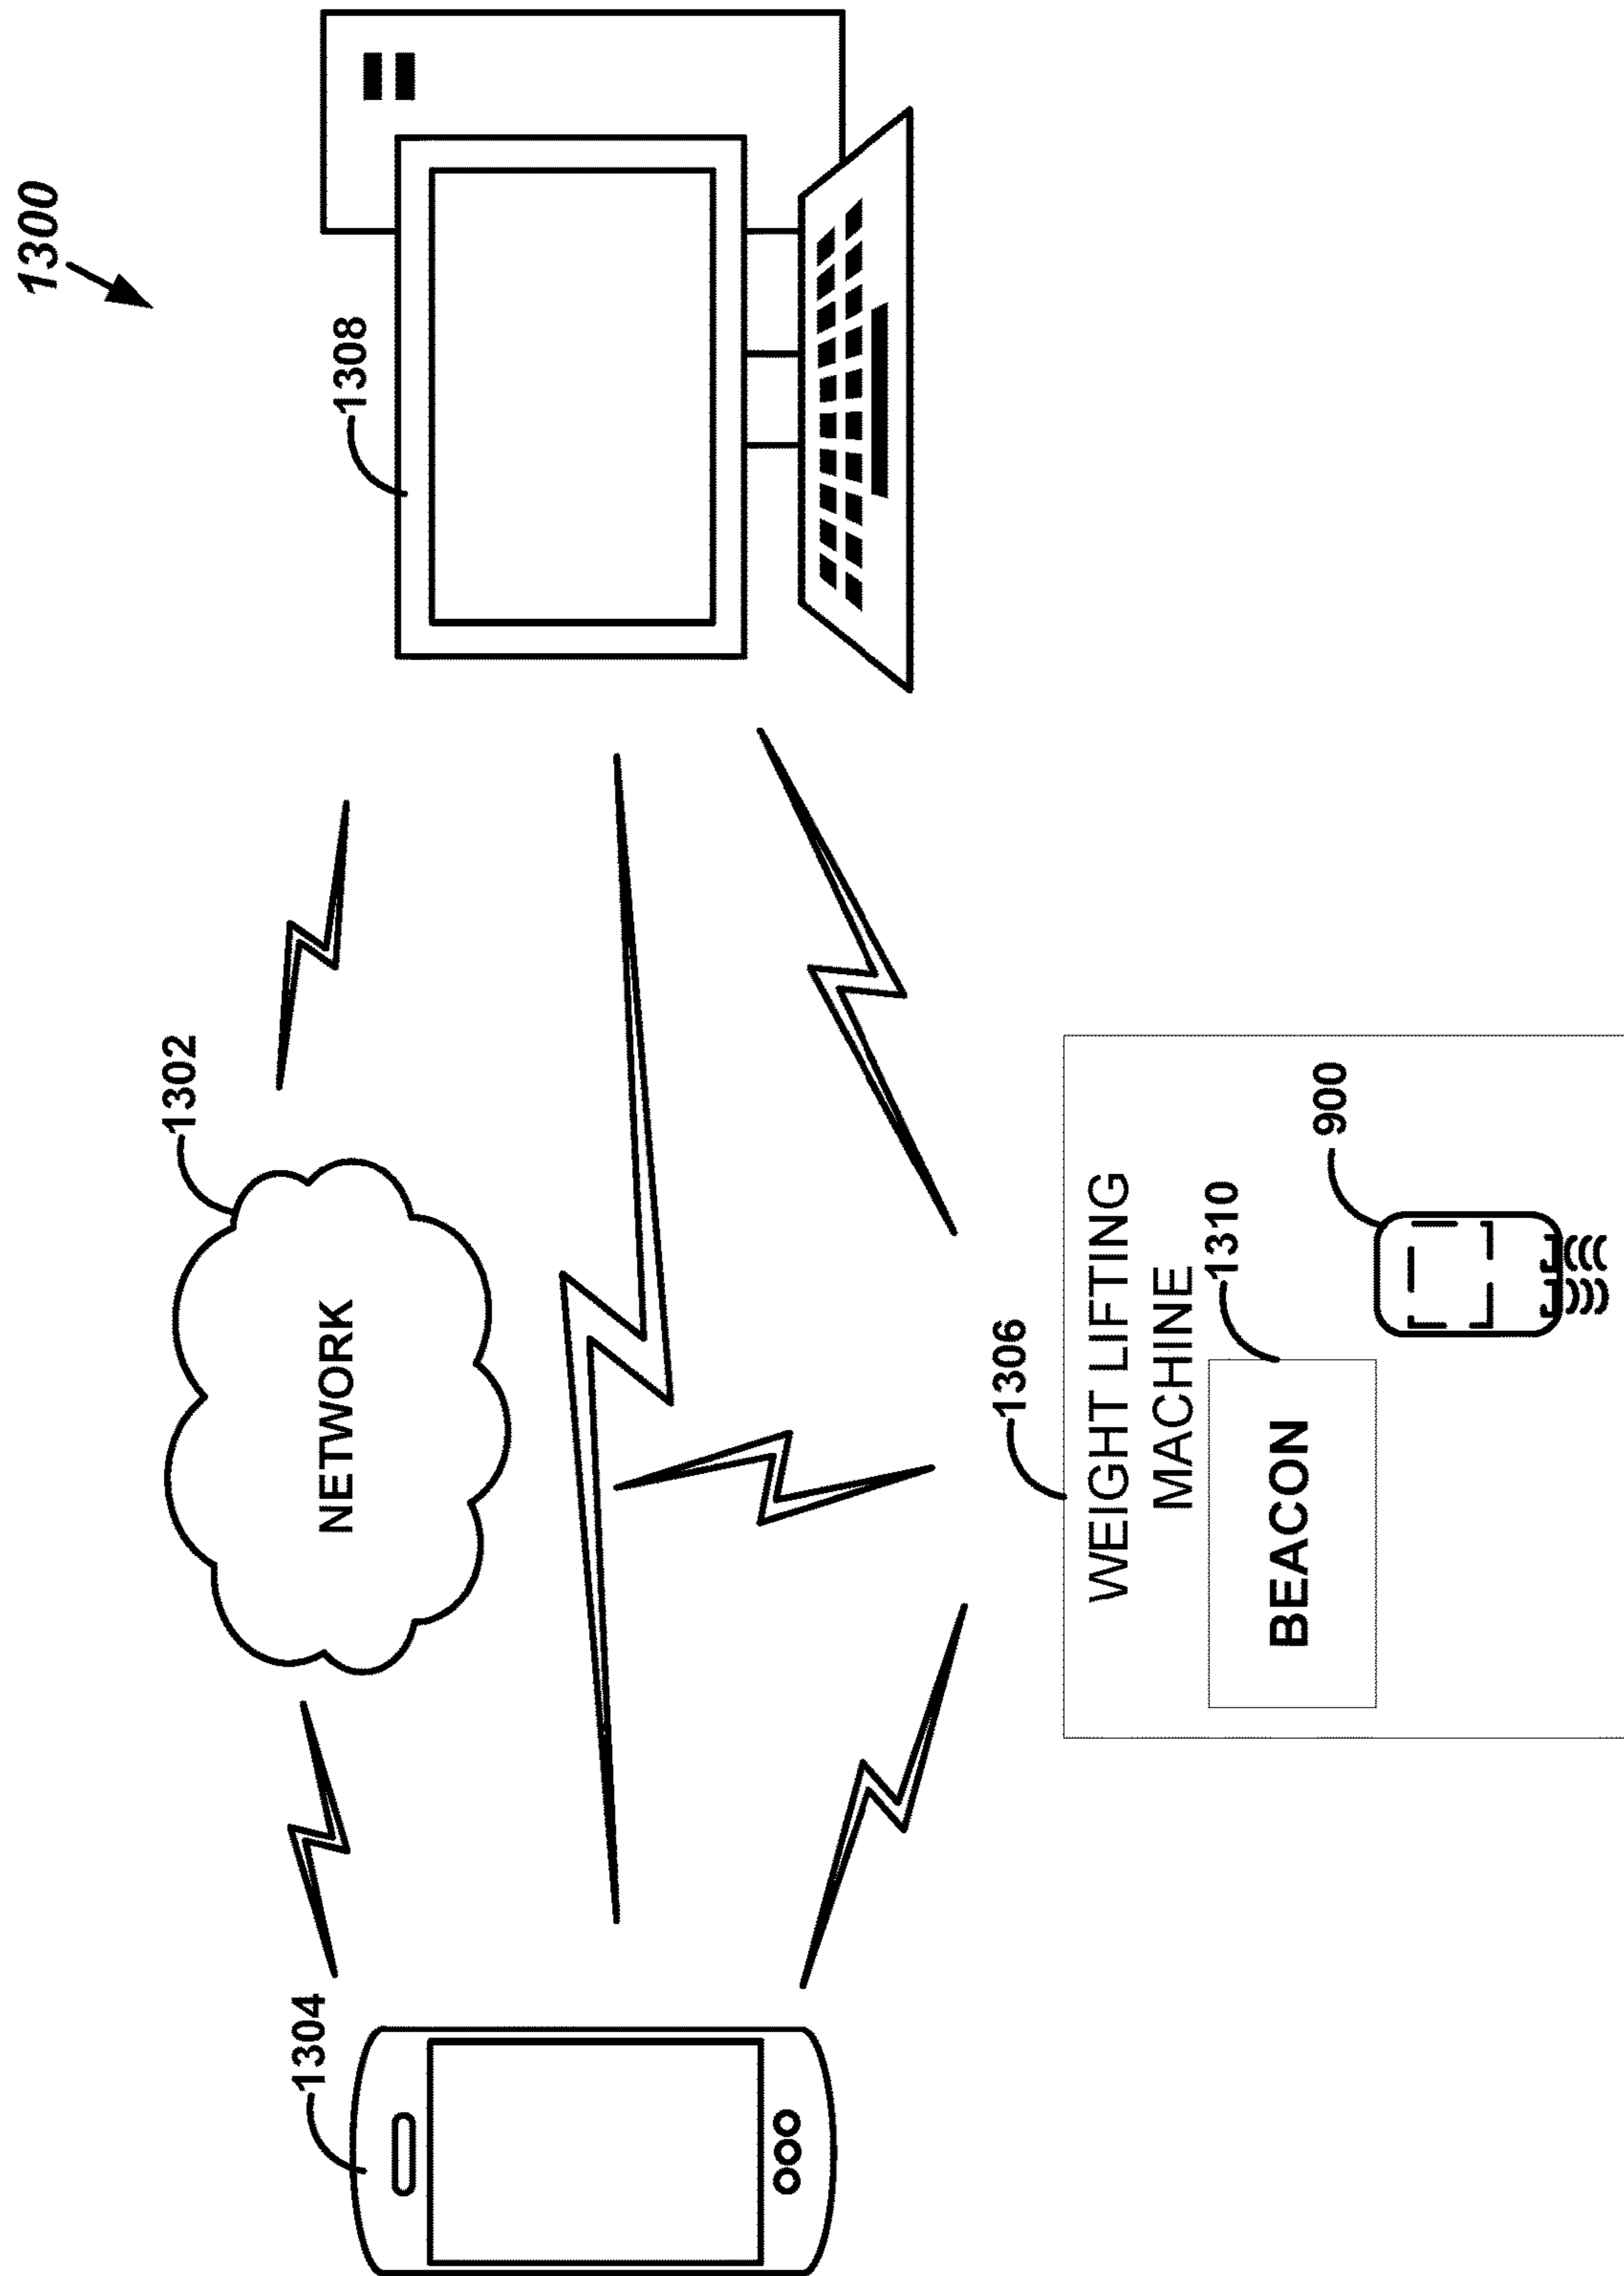 1300
1302
NETWORK
1304
1308
1306
WEIGHT LIFTING
MACHINE
1310
900
BEACON